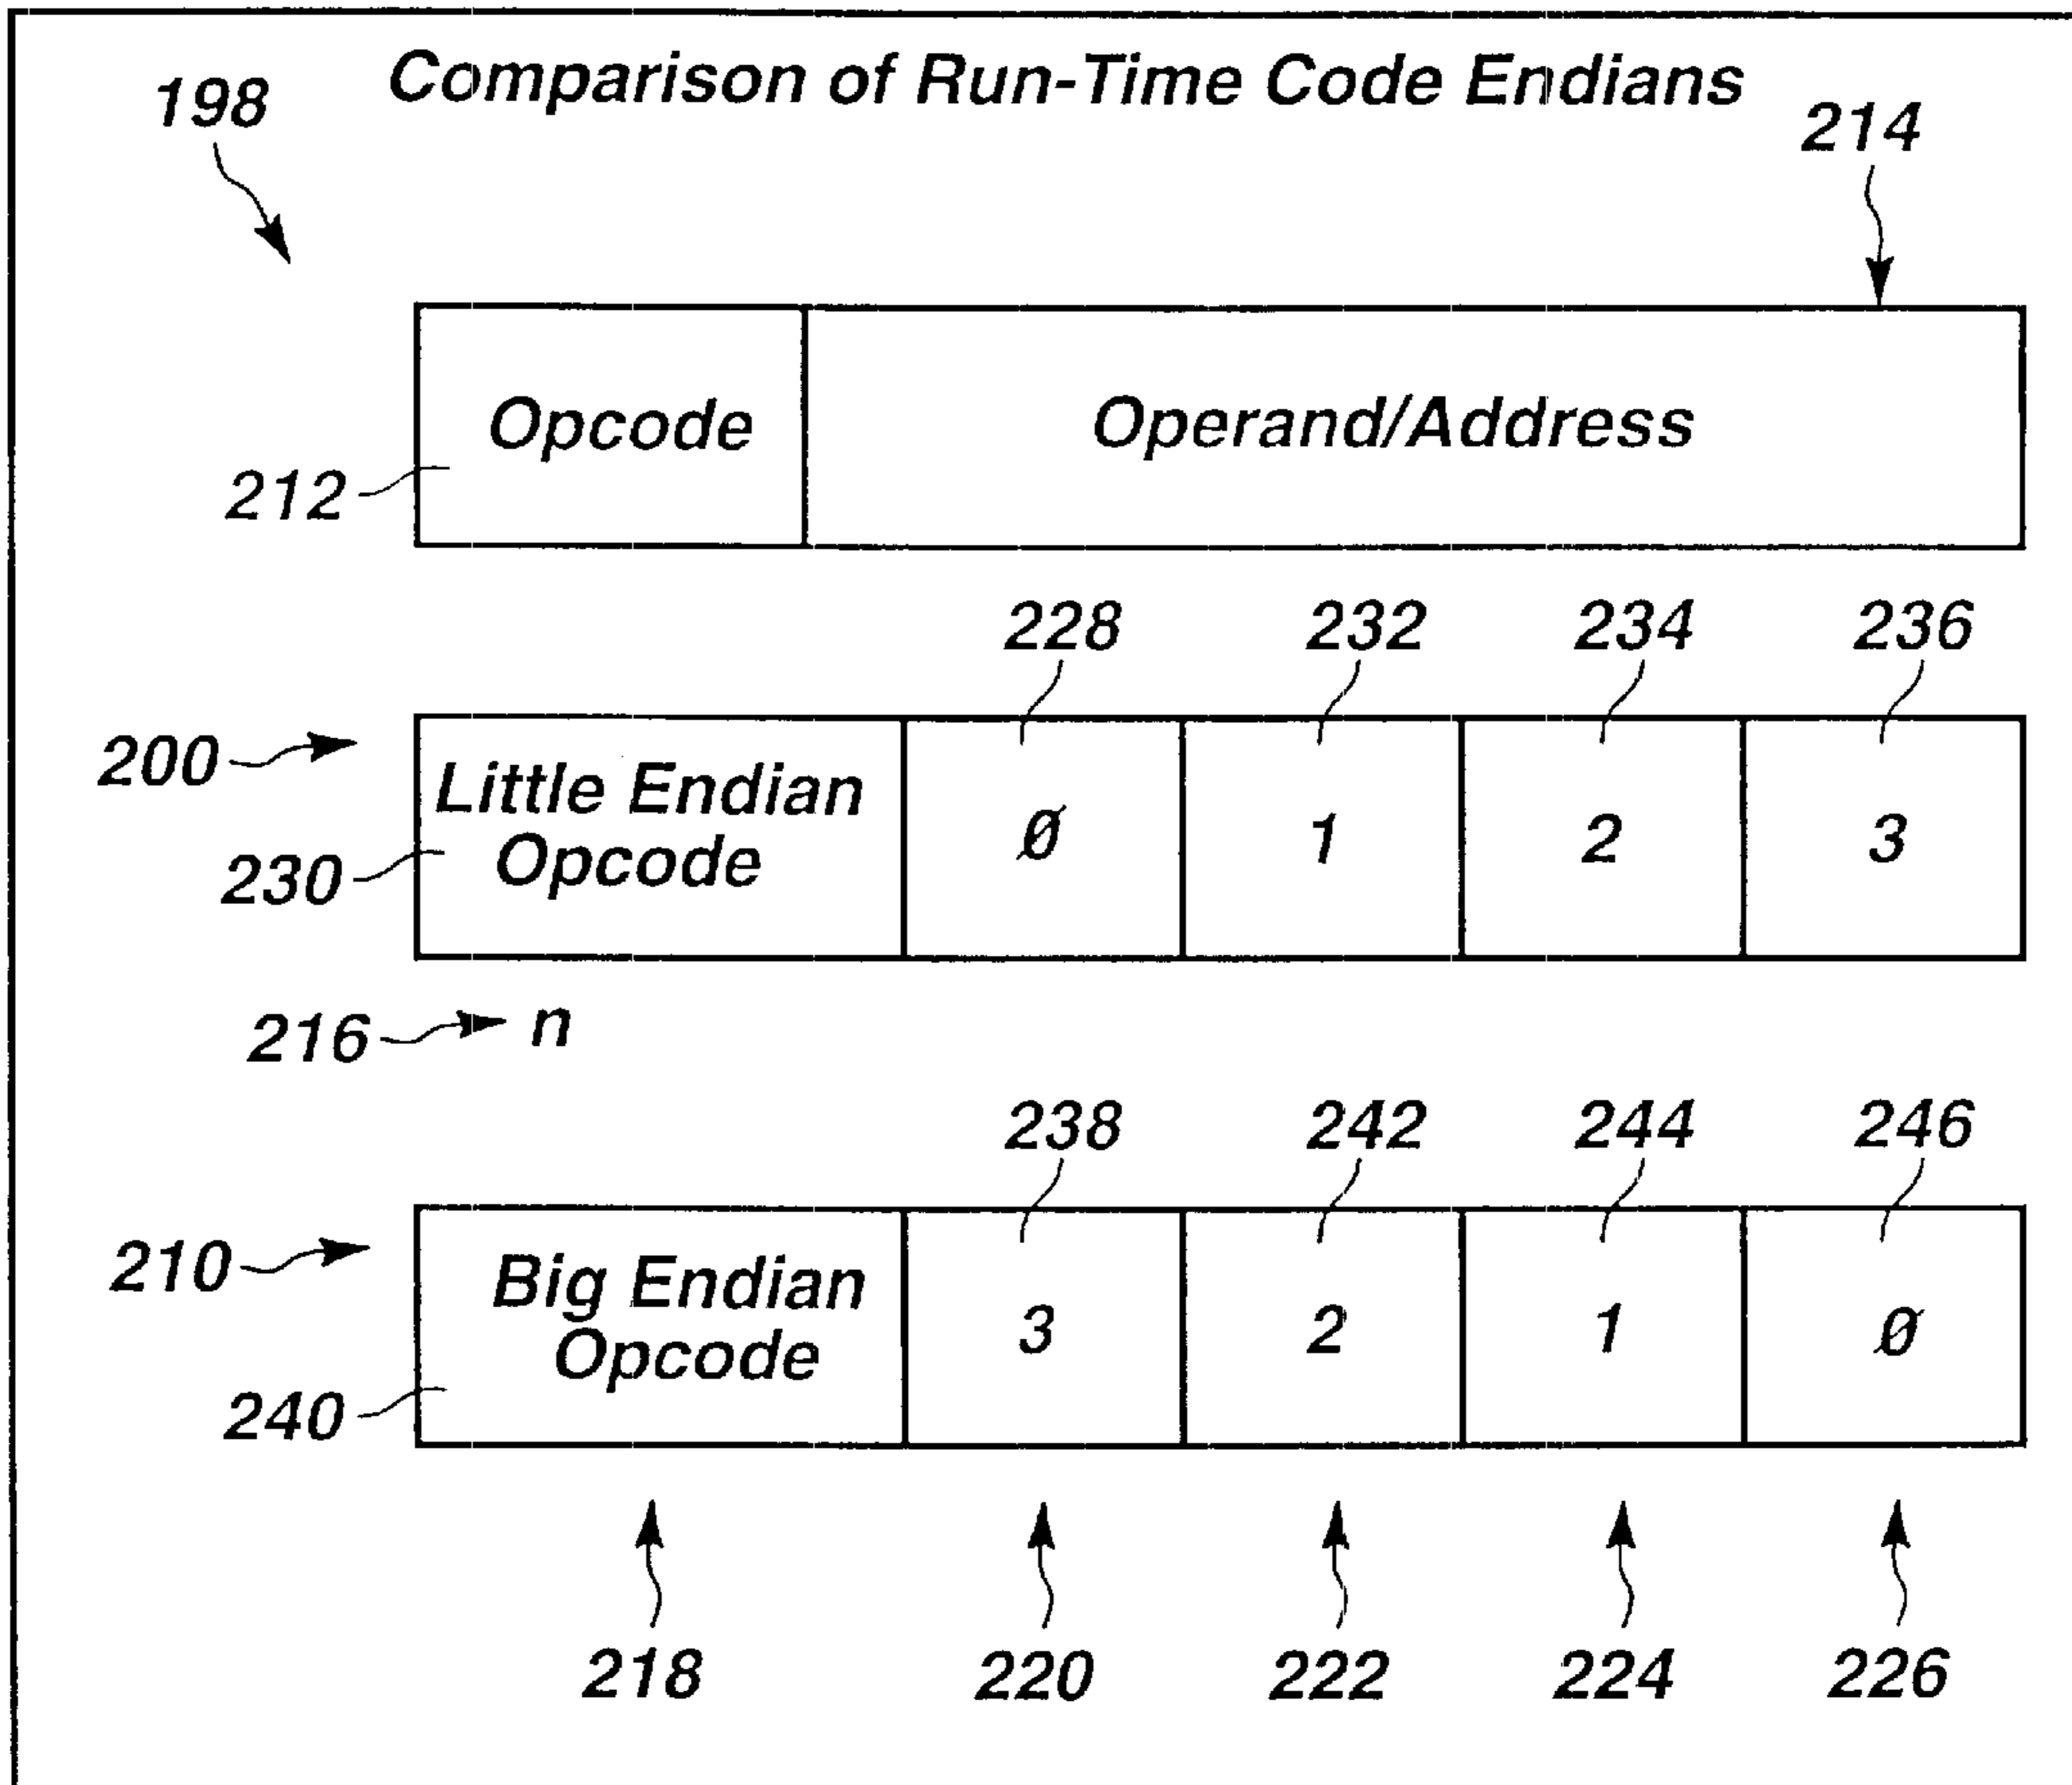 Comparison of Run-Time Code Endians
198
214
Opcode
Operand/Address
212
228 232 234 236
200
Little Endian
Opcode
Ø 1 2 3
230
216 n
238 242 244 246
210
Big Endian
Opcode
3 2 1 Ø
240
218 220 222 224 226